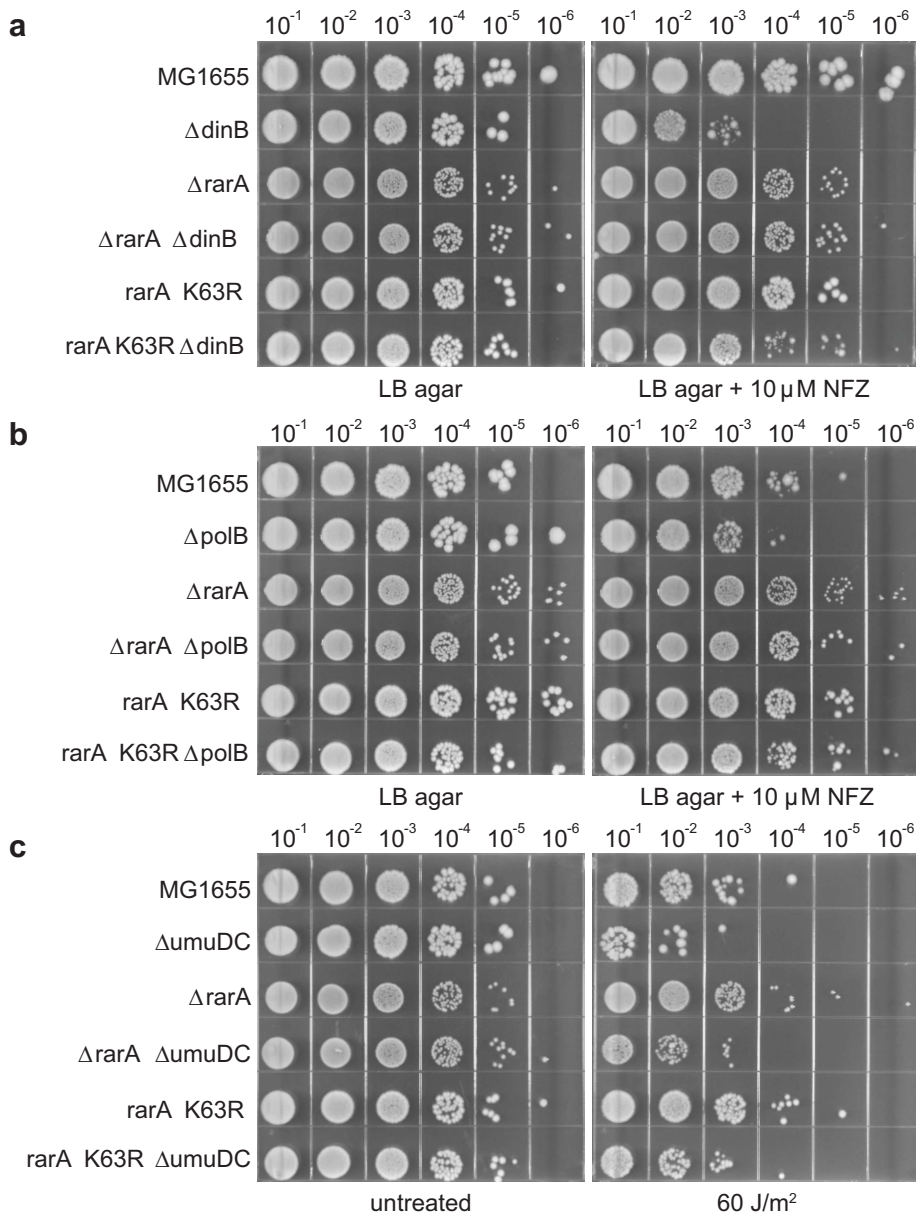 a
10⁻¹ 10⁻² 10⁻³ 10⁻⁴ 10⁻⁵ 10⁻⁶ 10⁻¹ 10⁻² 10⁻³ 10⁻⁴ 10⁻⁵ 10⁻⁶
MG1655
ΔdinB
ΔrarA
ΔrarA ΔdinB
rarA K63R
rarA K63R ΔdinB
LB agar LB agar + 10 µM NFZ
b
10⁻¹ 10⁻² 10⁻³ 10⁻⁴ 10⁻⁵ 10⁻⁶ 10⁻¹ 10⁻² 10⁻³ 10⁻⁴ 10⁻⁵ 10⁻⁶
MG1655
ΔpolB
ΔrarA
ΔrarA ΔpolB
rarA K63R
rarA K63R ΔpolB
LB agar LB agar + 10 µM NFZ
c
10⁻¹ 10⁻² 10⁻³ 10⁻⁴ 10⁻⁵ 10⁻⁶ 10⁻¹ 10⁻² 10⁻³ 10⁻⁴ 10⁻⁵ 10⁻⁶
MG1655
ΔumuDC
ΔrarA
ΔrarA ΔumuDC
rarA K63R
rarA K63R ΔumuDC
untreated 60 J/m²